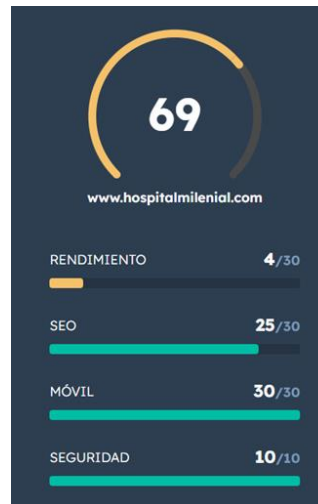 69
www.hospitalmilenial.com
RENDIMIENTO 4/30
SEO 25/30
MÓVIL 30/30
SEGURIDAD 10/10